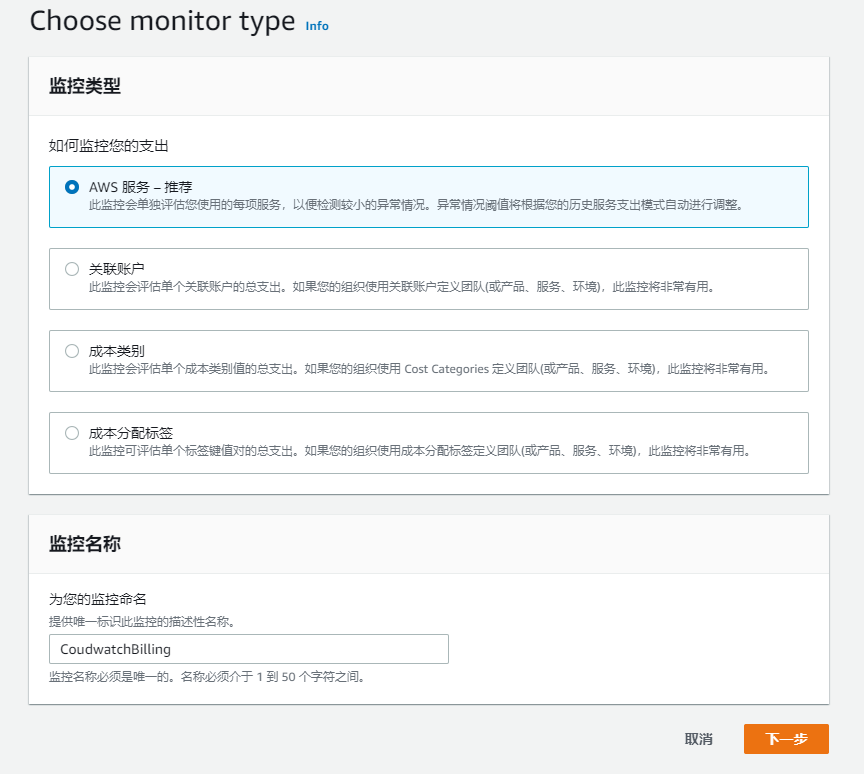 Choose monitor type Info
监控类型
如何监控您的支出
AWS 服务 – 推荐
此监控会单独评估您使用的每项服务，以便检测较小的异常情况。异常情况阈值将根据您的历史服务支出模式自动进行调整。
关联账户
此监控会评估单个关联账户的总支出。如果您的组织使用关联账户定义团队(或产品、服务、环境)，此监控将非常有用。
成本类别
此监控会评估单个成本类别值的总支出。如果您的组织使用 Cost Categories 定义团队(或产品、服务、环境)，此监控将非常有用。
成本分配标签
此监控可评估单个标签键值对的总支出。如果您的组织使用成本分配标签定义团队(或产品、服务、环境)，此监控将非常有用。
监控名称
为您的监控命名
提供唯一标识此监控的描述性名称。
CoudwatchBilling
监控名称必须是唯一的。名称必须介于 1 到 50 个字符之间。
取消 下一步